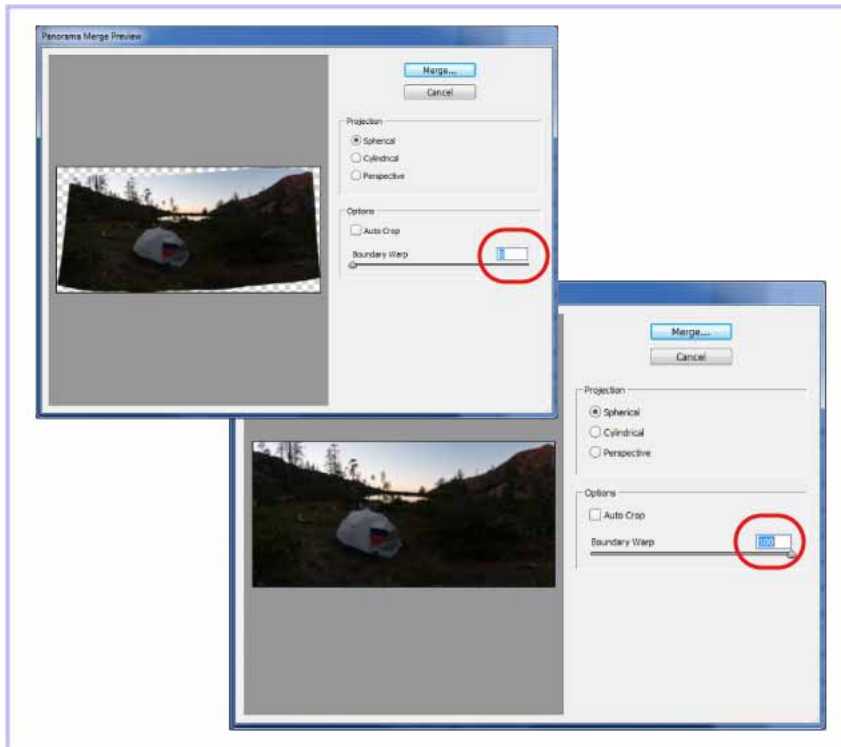 Panorama Merge Preview
Merge...
Cancel
Projection
Spherical
Cylindrical
Perspective
Options
Auto Crop
Boundary Warp
Merge...
Cancel
Projection
Spherical
Cylindrical
Perspective
Options
Auto Crop
Boundary Warp
100